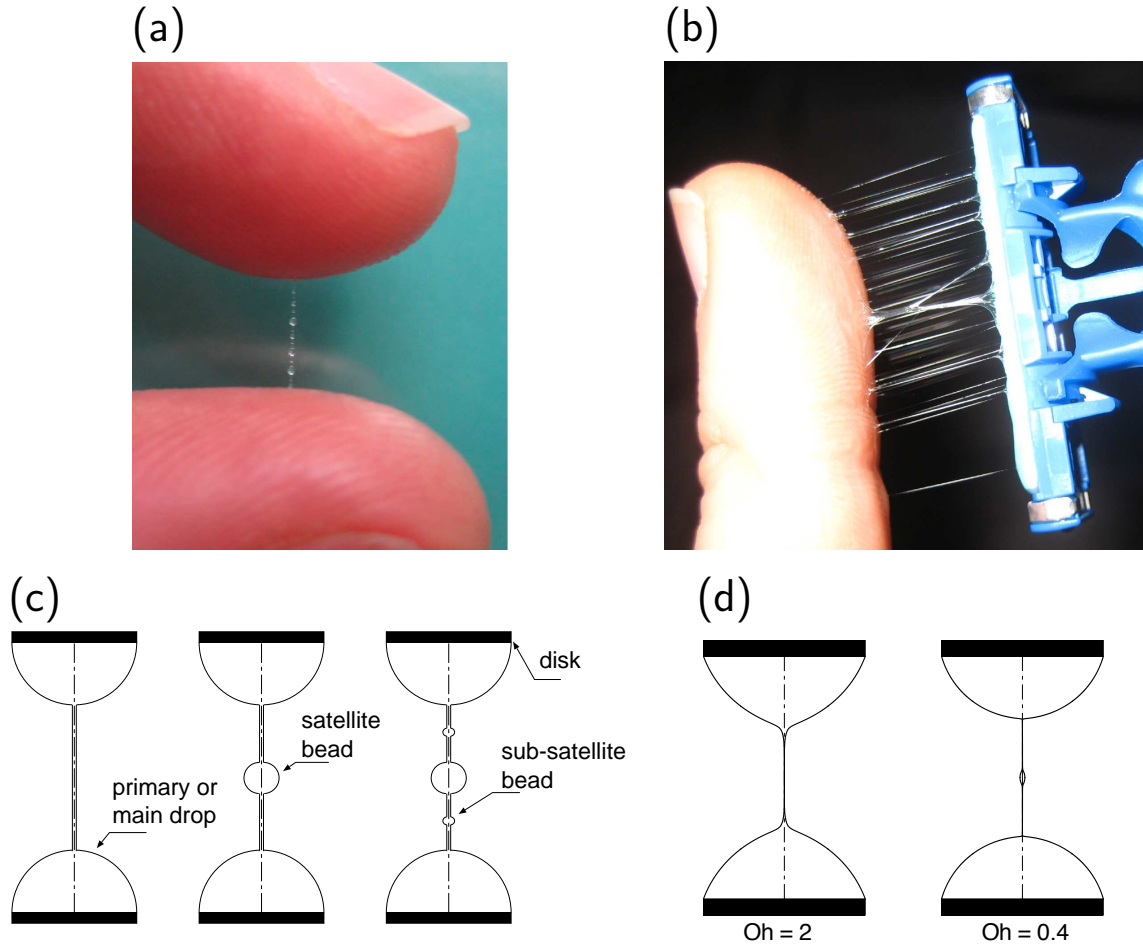 (a)
(b)
(c)
(d)
disk
satellite
bead
sub-satellite
bead
primary or
main drop
Oh = 2
Oh = 0.4